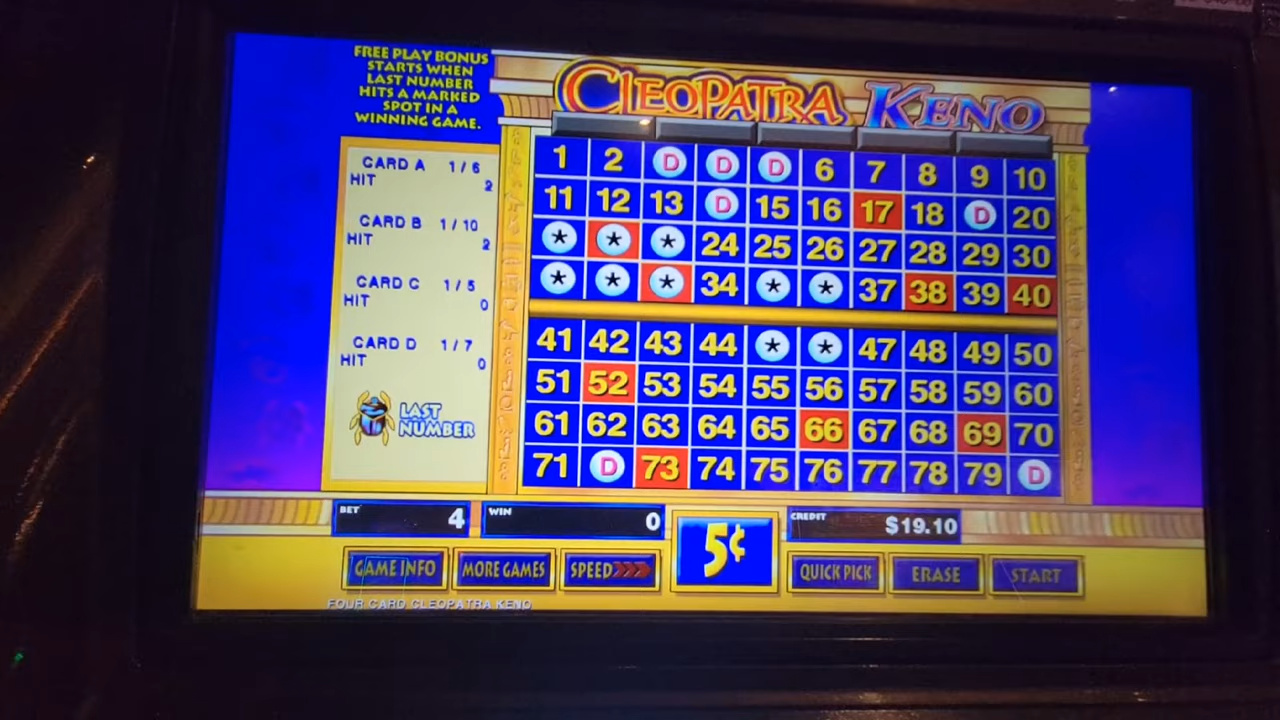 FREE PLAY BONUS
STARTS WHEN
LAST NUMBER
HITS A MARKED
SPOT IN A
WINNING GAME.
CLEOPATRA KENO
CARD A 1/6
HIT 2
CARD B 1/10
HIT 2
CARD C 1/5
HIT 0
CARD D 1/7
HIT 0
LAST
NUMBER
1 2 D D D 6 7 8 9 10
11 12 13 D 15 16 17 18 D 20
* * * 24 25 26 27 28 29 30
* * * 34 * * 37 38 39 40
41 42 43 44 * * 47 48 49 50
51 52 53 54 55 56 57 58 59 60
61 62 63 64 65 66 67 68 69 70
71 D 73 74 75 76 77 78 79 D
BET 4 WIN 0 5¢ CREDIT $19.10
GAME INFO MORE GAMES SPEED>>> QUICK PICK ERASE START
FOUR CARD CLEOPATRA KENO